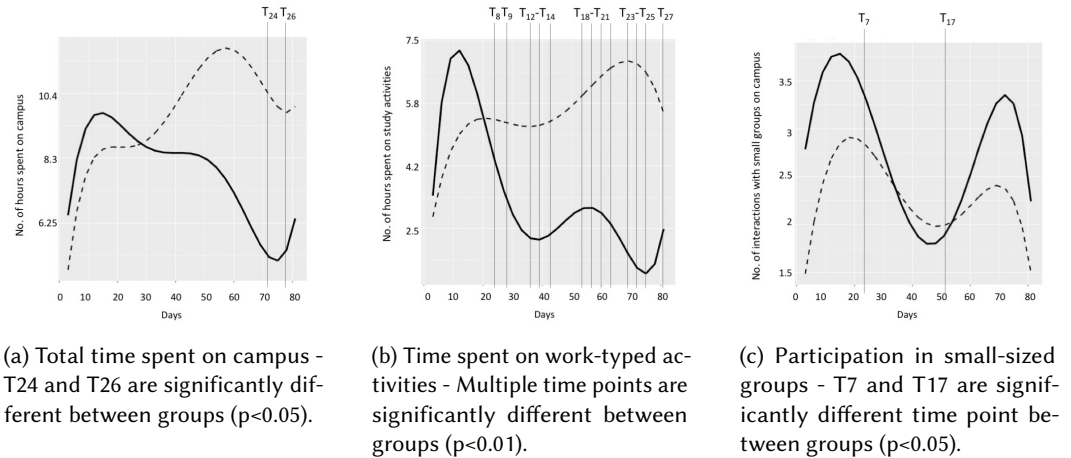 T24 T26
No. of hours spent on campus
10.4
8.3
6.25
0 10 20 30 40 50 60 70 80
Days
T8 T9 T12-T14 T18-T21 T23-T25 T27
No. of hours spent on study activities
7.5
5.8
4.2
2.5
0 10 20 30 40 50 60 70 80
Days
T7 T17
No. of interactions with small groups on campus
3.5
3
2.5
2
1.5
0 10 20 30 40 50 60 70 80
Days
(a) Total time spent on campus -
T24 and T26 are significantly dif-
ferent between groups (p<0.05).
(b) Time spent on work-typed ac-
tivities - Multiple time points are
significantly different between
groups (p<0.01).
(c) Participation in small-sized
groups - T7 and T17 are signif-
icantly different time point be-
tween groups (p<0.05).